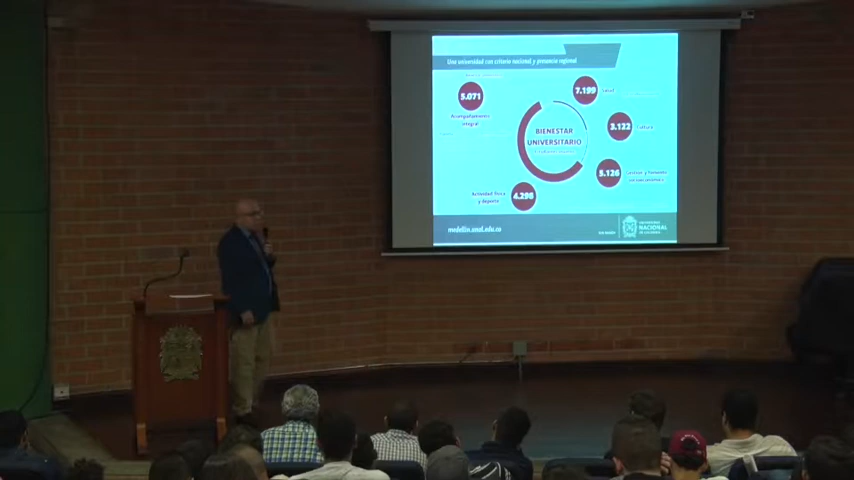 Una universidad con criterio nacional y presencia regional
5.071
Acompañamiento
integral
7.199
Salud
3.122
Cultura
BIENESTAR
UNIVERSITARIO
5.126
Gestión y fomento
socioeconómico
Actividad física
y deporte
4.296
medellin.unal.edu.co
UNIVERSIDAD
NACIONAL
DE COLOMBIA